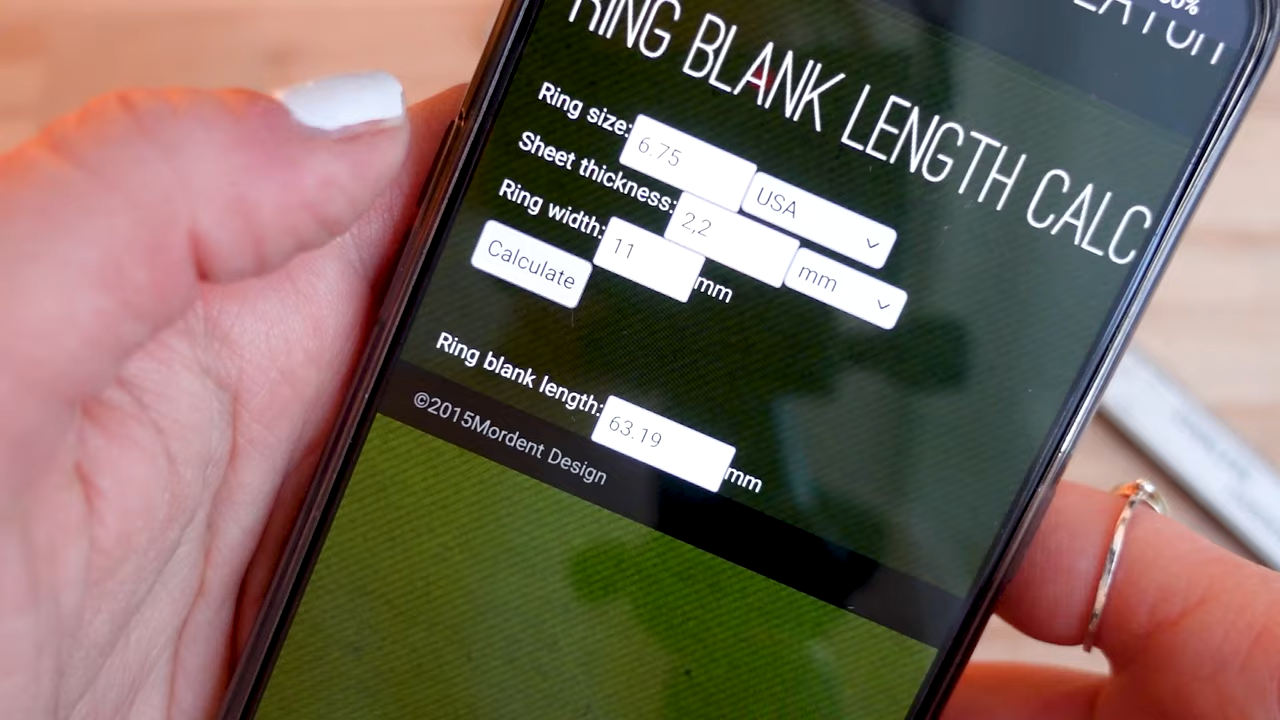 RING BLANK LENGTH CALC
Ring size: 6.75 USA
Sheet thickness: 2,2 mm
Ring width: 11 mm
Calculate
Ring blank length: 63.19 mm
©2015Mordent Design